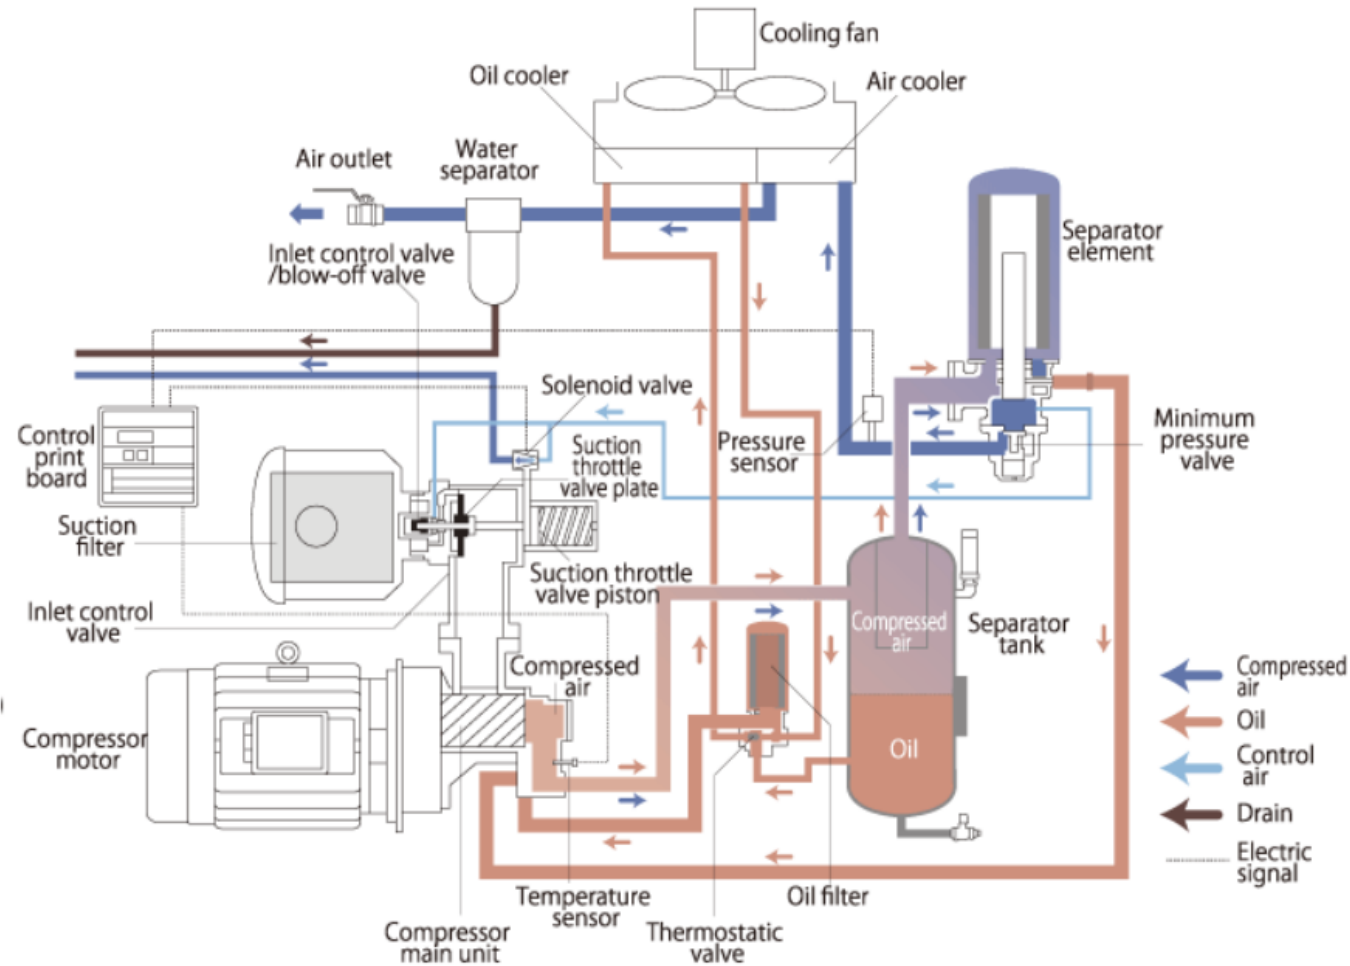 Cooling fan
Oil cooler
Air cooler
Air outlet
Water
separator
Separator
element
Inlet control valve
/blow-off valve
Solenoid valve
Control
print
board
Suction
throttle
valve plate
Pressure
sensor
Minimum
pressure
valve
Suction
filter
Suction throttle
valve piston
Inlet control
valve
Compressed
air
Separator
tank
Compressed
air
Compressor
motor
Oil
Compressed
air
Oil
Control
air
Drain
Electric
signal
Temperature
sensor
Oil filter
Compressor
main unit
Thermostatic
valve